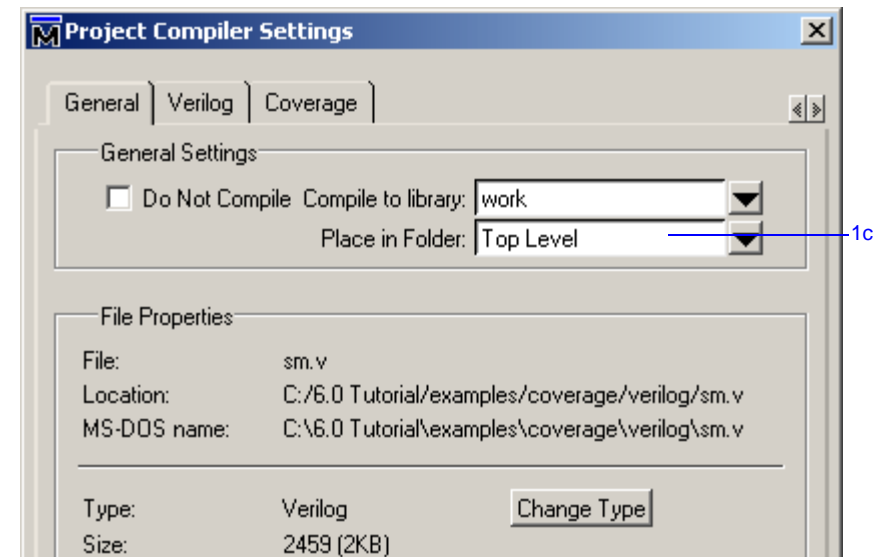 M Project Compiler Settings
General Verilog Coverage
General Settings
Do Not Compile Compile to library: work
Place in Folder: Top Level 1c
File Properties
File: sm.v
Location: C:/6.0 Tutorial/examples/coverage/verilog/sm.v
MS-DOS name: C:\6.0 Tutorial\examples\coverage\verilog\sm.v
Type: Verilog Change Type
Size: 2459 (2KB)